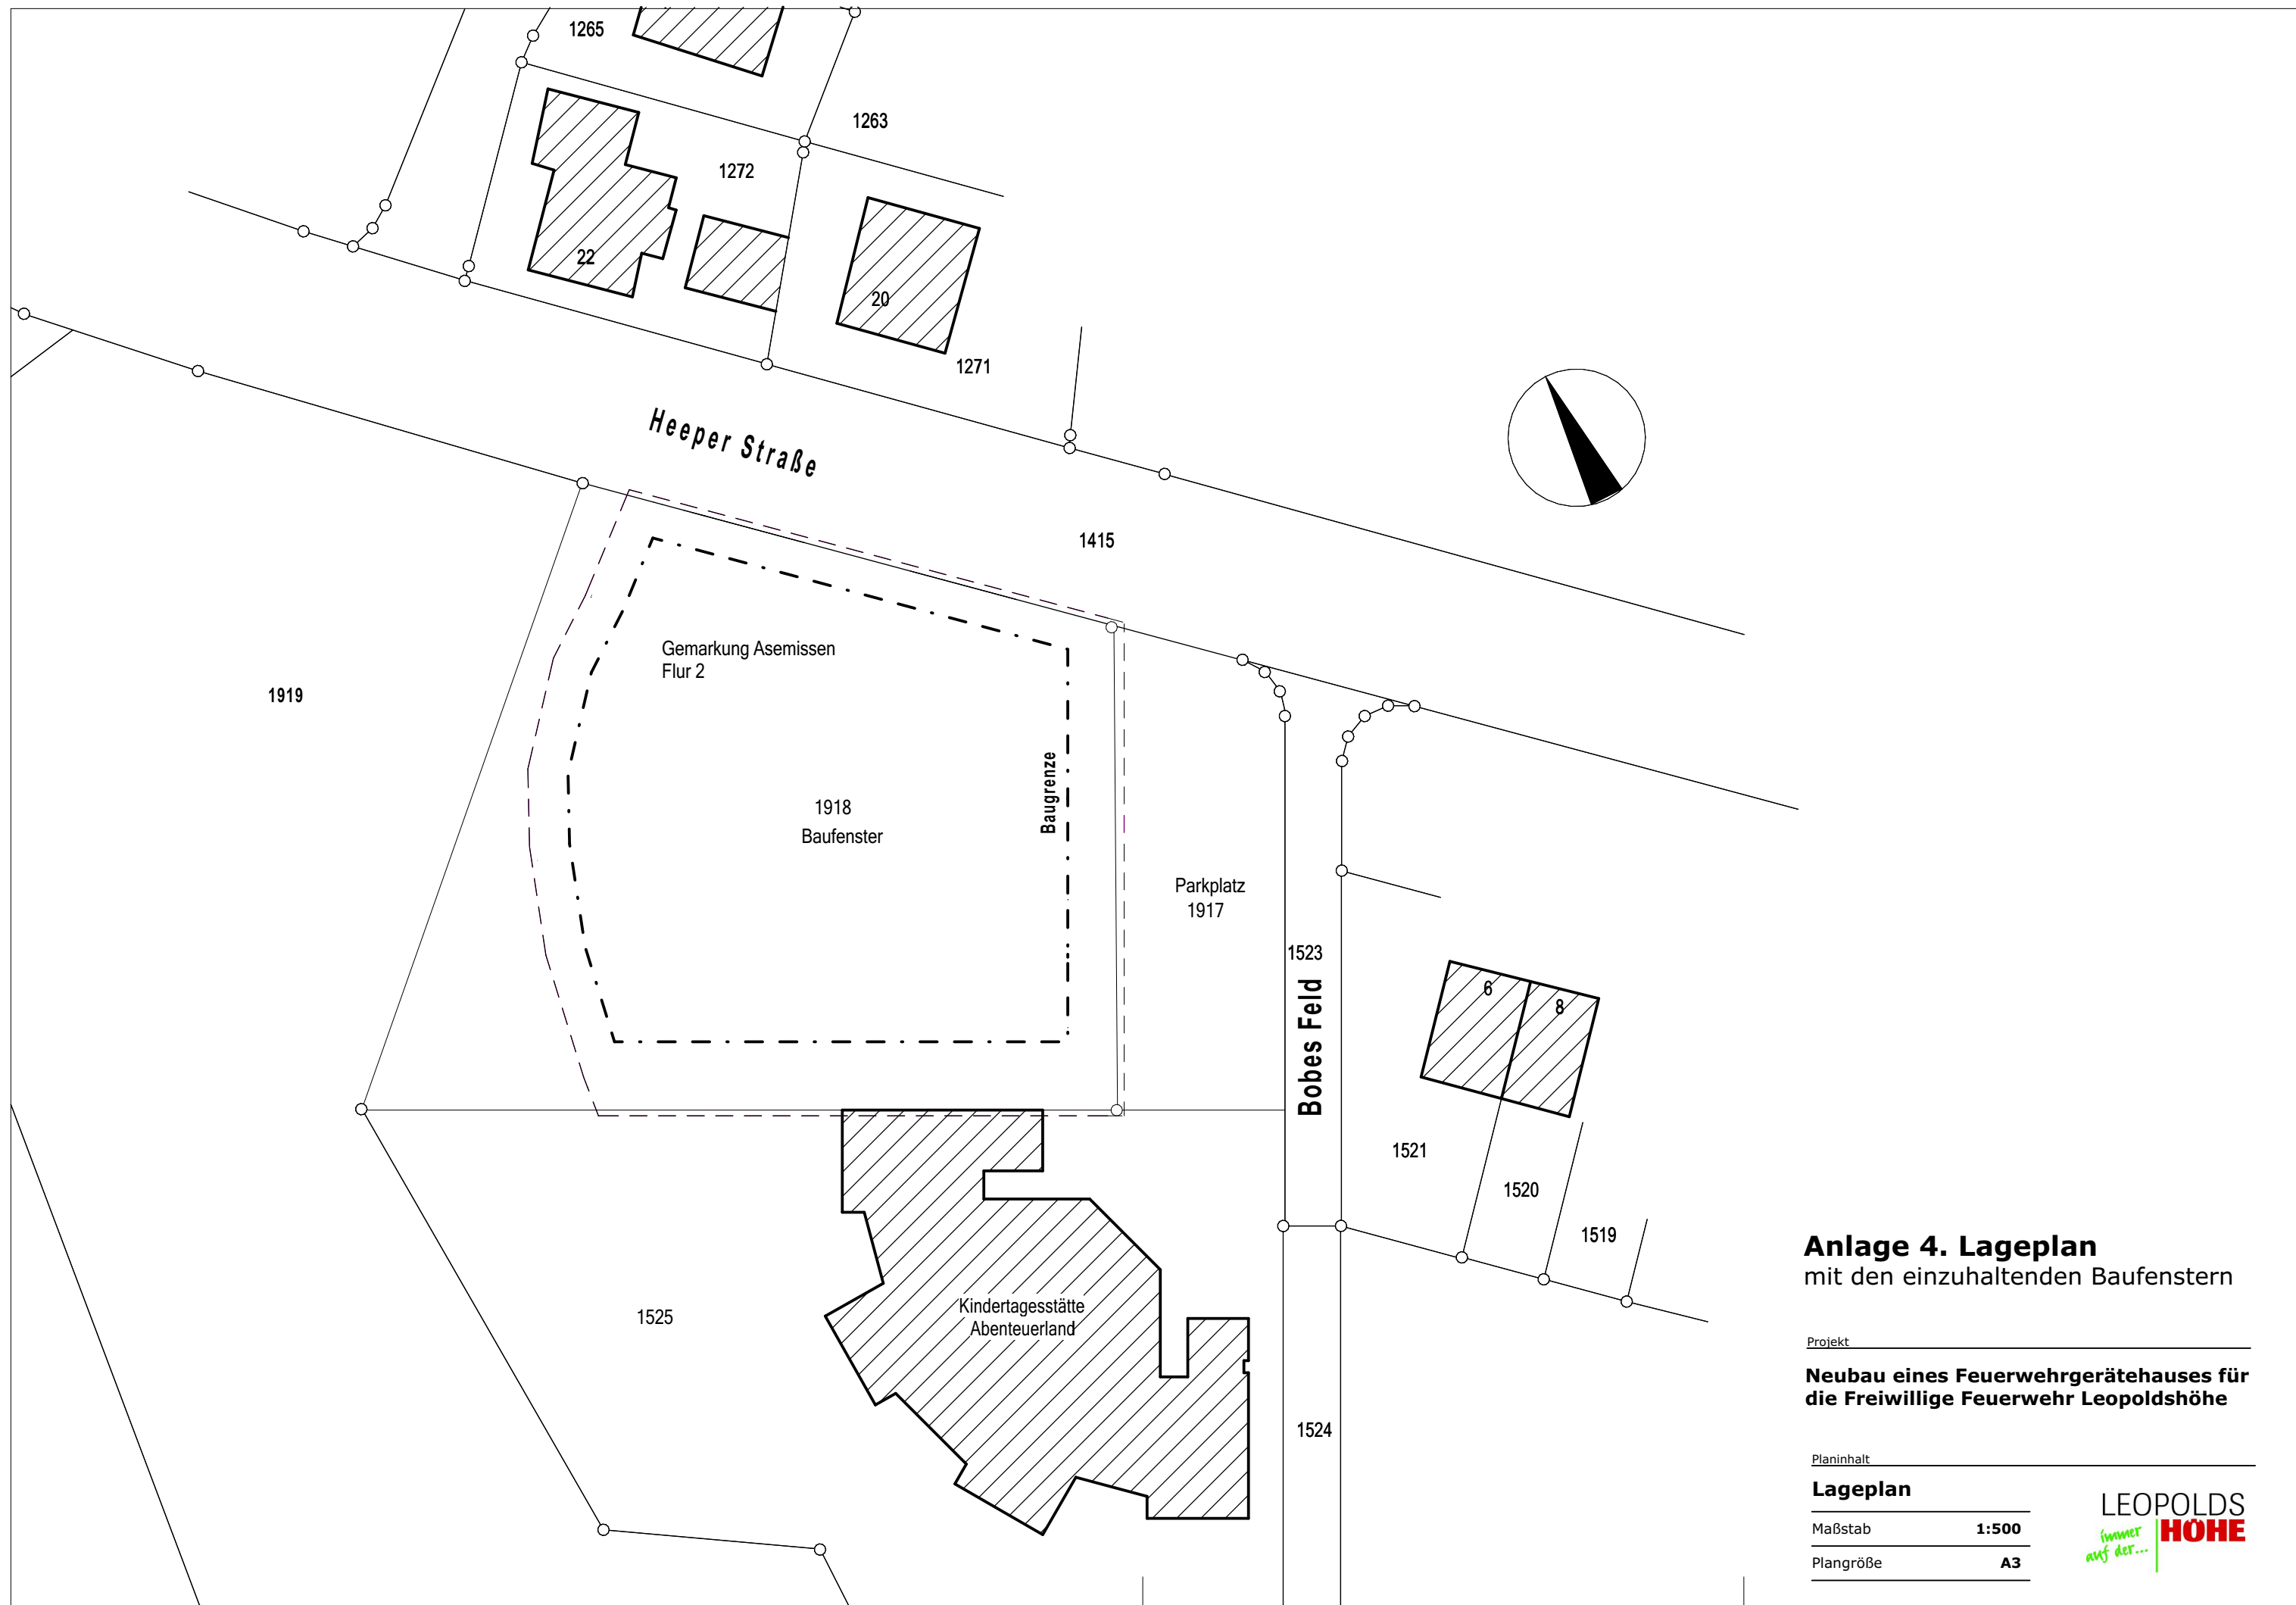 1265
1263
1272
22
20
1271
Heeper Straße
1415
Gemarkung Asemissen
Flur 2
1919
Baugrenze
1918
Baufenster
Parkplatz
1917
1523
Bobes Feld
6
8
1521
1520
1519
1525
Kindertagesstätte
Abenteuerland
1524
Anlage 4. Lageplan
mit den einzuhaltenden Baufenstern
Projekt
Neubau eines Feuerwehrgerätehauses für
die Freiwillige Feuerwehr Leopoldshöhe
Planinhalt
Lageplan
Maßstab 1:500
Plangröße A3
LEOPOLDS
HÖHE
immer
auf der...